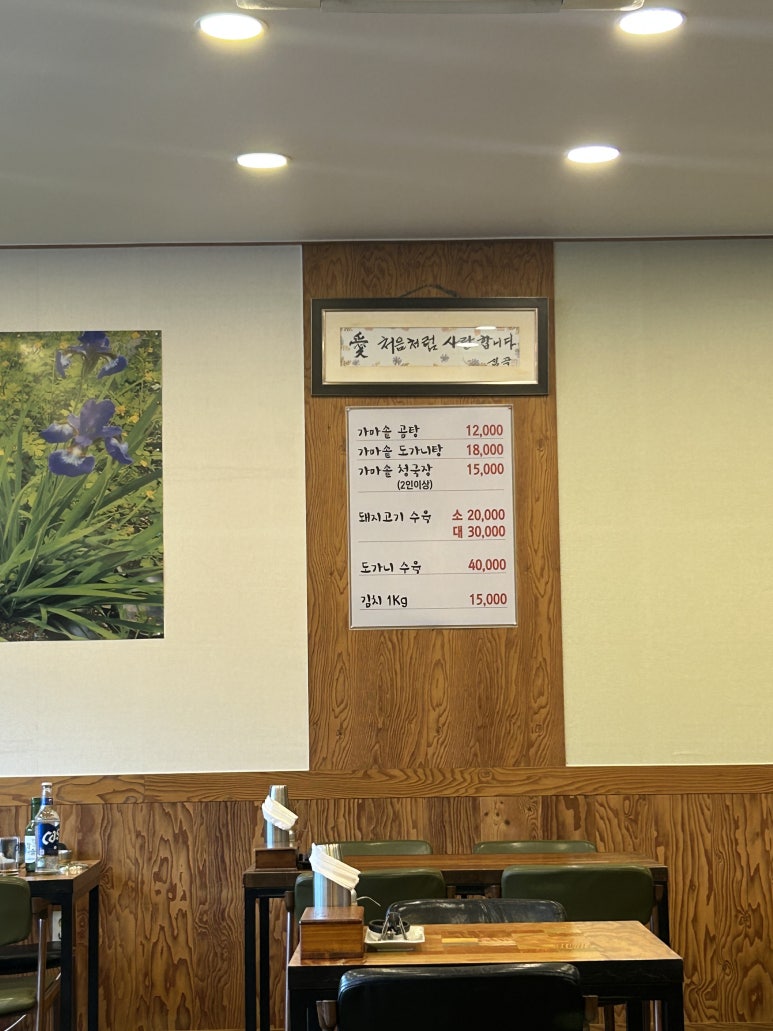 愛 처음처럼 사랑합니다
가마솥 곰탕 12,000
가마솥 도가니탕 18,000
가마솥 청국장 15,000
(2인이상)
돼지고기 수육 소 20,000
대 30,000
도가니 수육 40,000
김치 1Kg 15,000